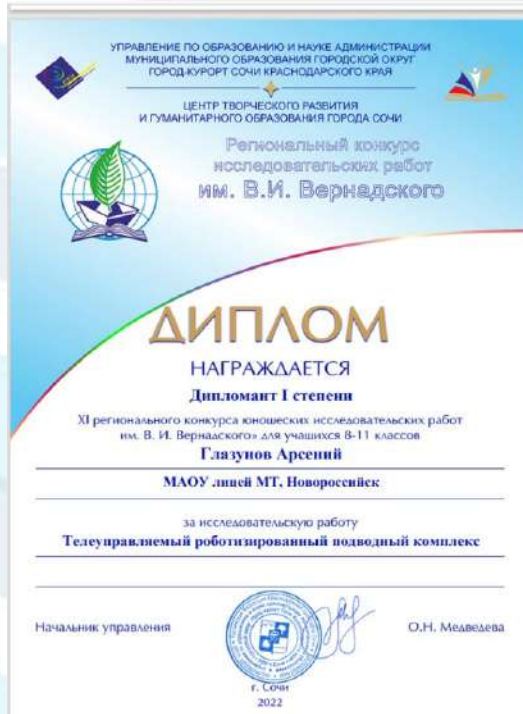 УПРАВЛЕНИЕ ПО ОБРАЗОВАНИЮ И НАУКЕ АДМИНИСТРАЦИИ
МУНИЦИПАЛЬНОГО ОБРАЗОВАНИЯ ГОРОДСКОЙ ОКРУГ
ГОРОД-КУРОРТ СОЧИ КРАСНОДАРСКОГО КРАЯ
ЦЕНТР ТВОРЧЕСКОГО РАЗВИТИЯ
И ГУМАНИТАРНОГО ОБРАЗОВАНИЯ ГОРОДА СОЧИ
Региональный конкурс
исследовательских работ
им. В.И. Вернадского
ДИПЛОМ
НАГРАЖДАЕТСЯ
Дипломант I степени
XI регионального конкурса юношеских исследовательских работ
им. В. И. Вернадского» для учащихся 8-11 классов
Глазунов Арсений
МАОУ лицей МТ, Новороссийск
за исследовательскую работу
Телеуправляемый роботизированный подводный комплекс
Начальник управления
О.Н. Медведева
г. Сочи
2022